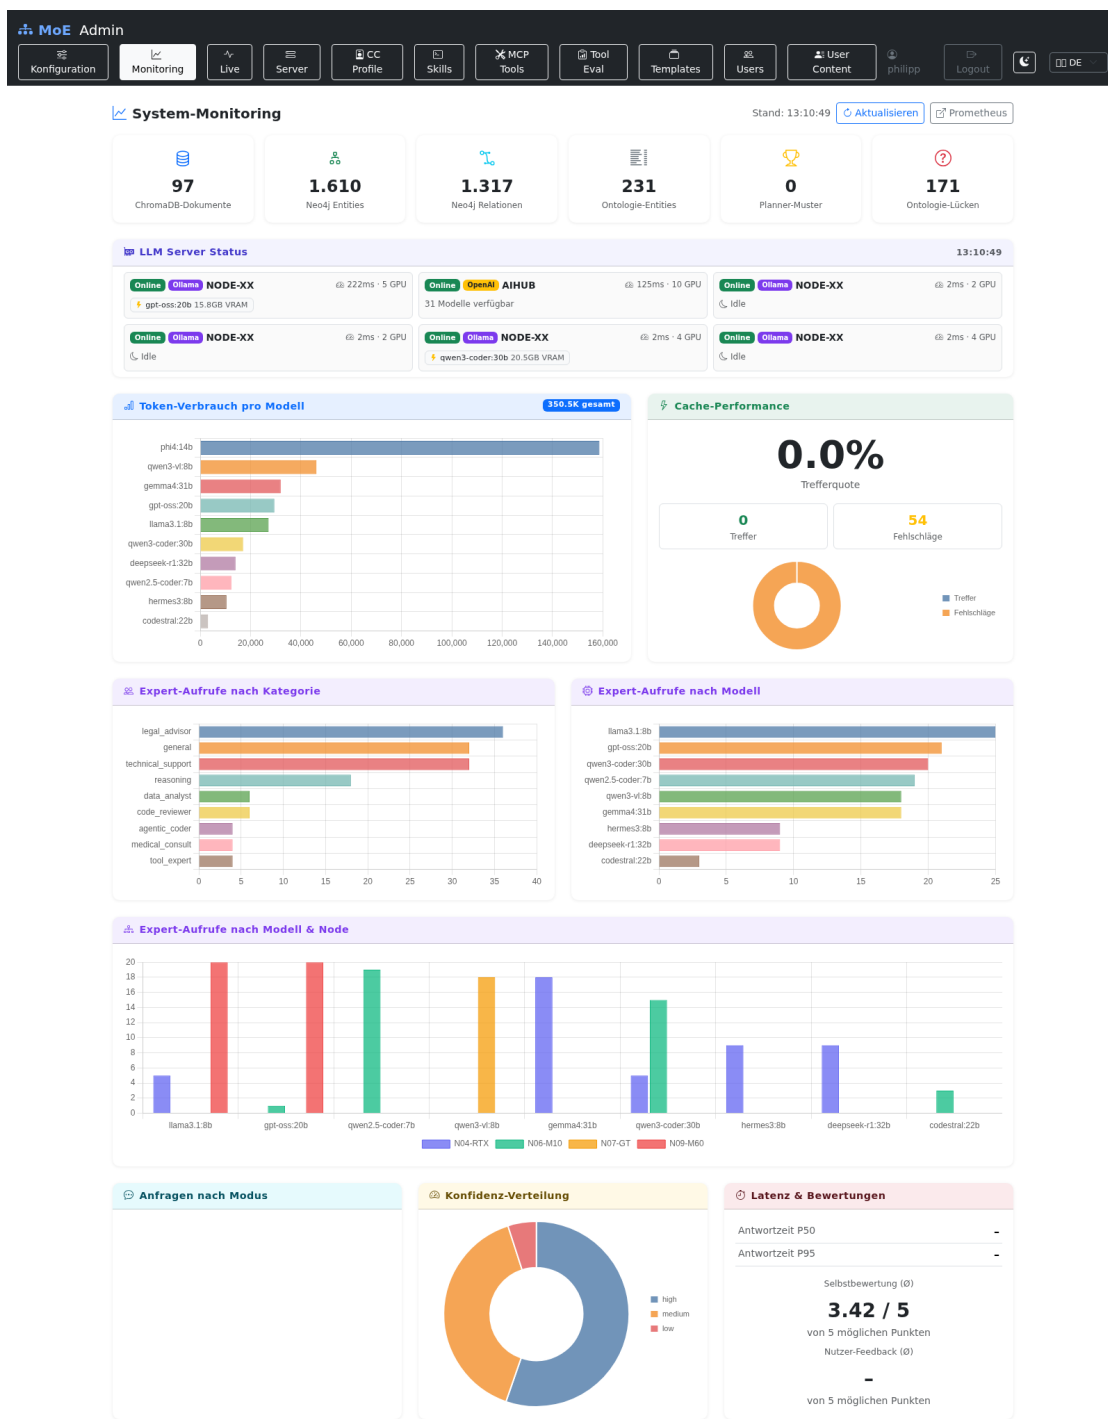 MoE Admin
Konfiguration
Monitoring
Live
Server
CC Profile
Skills
MCP Tools
Tool Eval
Templates
Users
User Content
philipp
Logout
DE
System-Monitoring
Stand: 13:10:49
Aktualisieren
Prometheus
97
ChromaDB-Dokumente
1.610
Neo4j Entities
1.317
Neo4j Relationen
231
Ontologie-Entities
0
Planner-Muster
171
Ontologie-Lücken
LLM Server Status
13:10:49
Online Ollama NODE-XX 222ms · 5 GPU
gpt-oss:20b 15.8GB VRAM
Online OpenAI AIHUB 125ms · 10 GPU
31 Modelle verfügbar
Online Ollama NODE-XX 2ms · 2 GPU
Idle
Online Ollama NODE-XX 2ms · 2 GPU
Idle
Online Ollama NODE-XX 2ms · 4 GPU
qwen3-coder:30b 20.5GB VRAM
Online Ollama NODE-XX 2ms · 4 GPU
Idle
Token-Verbrauch pro Modell
350.5K gesamt
phi4:14b
qwen3-vl:8b
gemma4:31b
gpt-oss:20b
llama3.1:8b
qwen3-coder:30b
deepseek-r1:32b
qwen2.5-coder:7b
hermes3:8b
codestral:22b
0 20,000 40,000 60,000 80,000 100,000 120,000 140,000 160,000
Cache-Performance
0.0%
Trefferquote
0
Treffer
54
Fehlschläge
Treffer
Fehlschläge
Expert-Aufrufe nach Kategorie
legal_advisor
general
technical_support
reasoning
data_analyst
code_reviewer
agentic_coder
medical_consult
tool_expert
0 5 10 15 20 25 30 35 40
Expert-Aufrufe nach Modell
llama3.1:8b
gpt-oss:20b
qwen3-coder:30b
qwen2.5-coder:7b
qwen3-vl:8b
gemma4:31b
hermes3:8b
deepseek-r1:32b
codestral:22b
0 5 10 15 20 25
Expert-Aufrufe nach Modell & Node
20
18
16
14
12
10
8
6
4
2
0
llama3.1:8b gpt-oss:20b qwen2.5-coder:7b qwen3-vl:8b gemma4:31b qwen3-coder:30b hermes3:8b deepseek-r1:32b codestral:22b
N04-RTX N06-M10 N07-GT N09-M60
Anfragen nach Modus
Konfidenz-Verteilung
high
medium
low
Latenz & Bewertungen
Antwortzeit P50 –
Antwortzeit P95 –
Selbstbewertung (Ø)
3.42 / 5
von 5 möglichen Punkten
Nutzer-Feedback (Ø)
–
von 5 möglichen Punkten